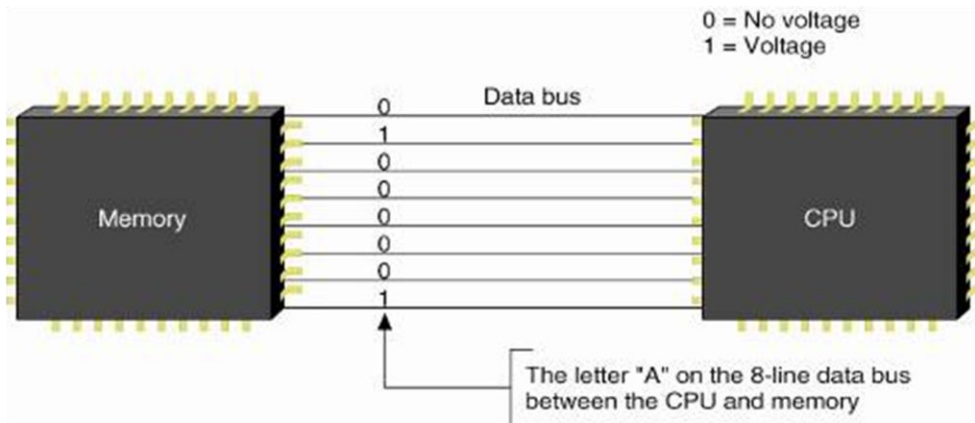 0 = No voltage
1 = Voltage
Data bus
0
1
0
0
0
0
0
1
Memory
CPU
The letter "A" on the 8-line data bus
between the CPU and memory